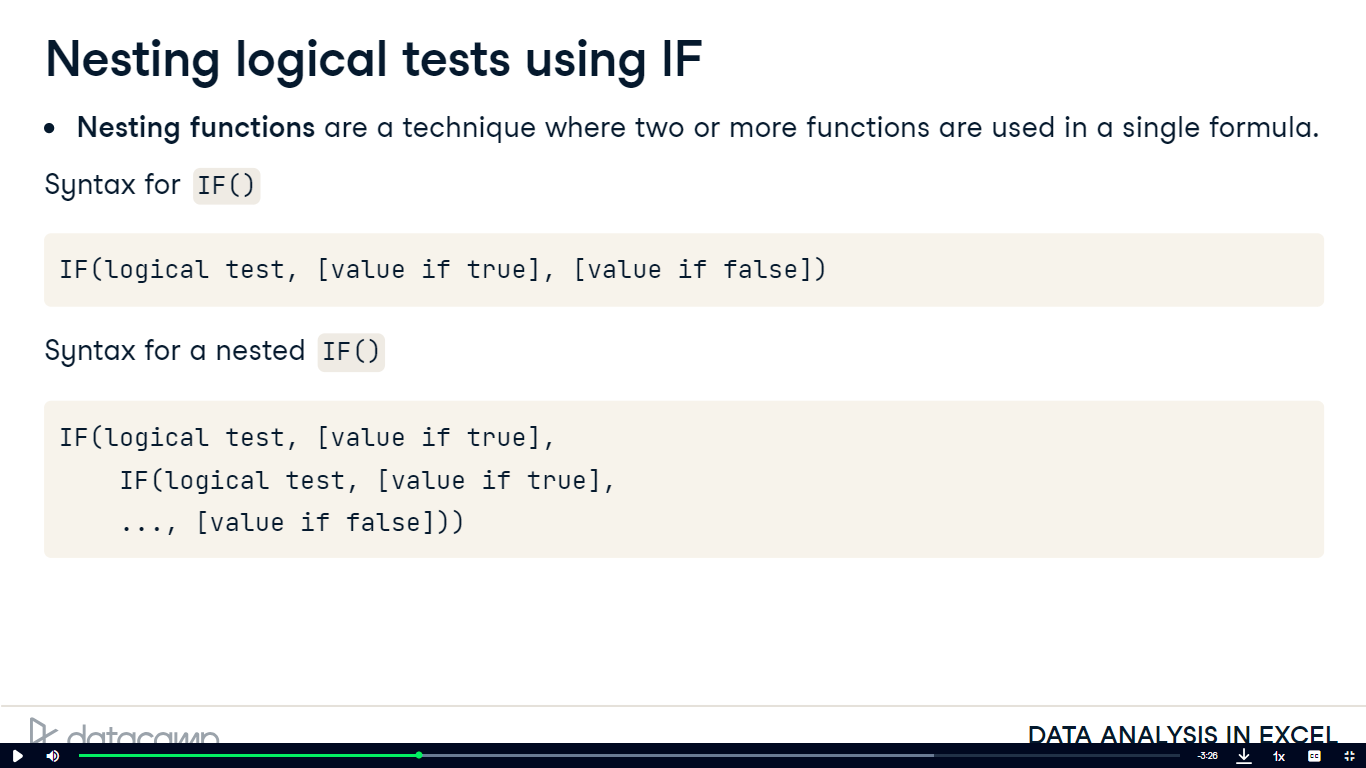 Nesting logical tests using IF
• Nesting functions are a technique where two or more functions are used in a single formula.
Syntax for IF()
IF(logical test, [value if true], [value if false])
Syntax for a nested IF()
IF(logical test, [value if true],
    IF(logical test, [value if true],
    ..., [value if false]))
datacamp
DATA ANALYSIS IN EXCEL
-3:26
1x
CC